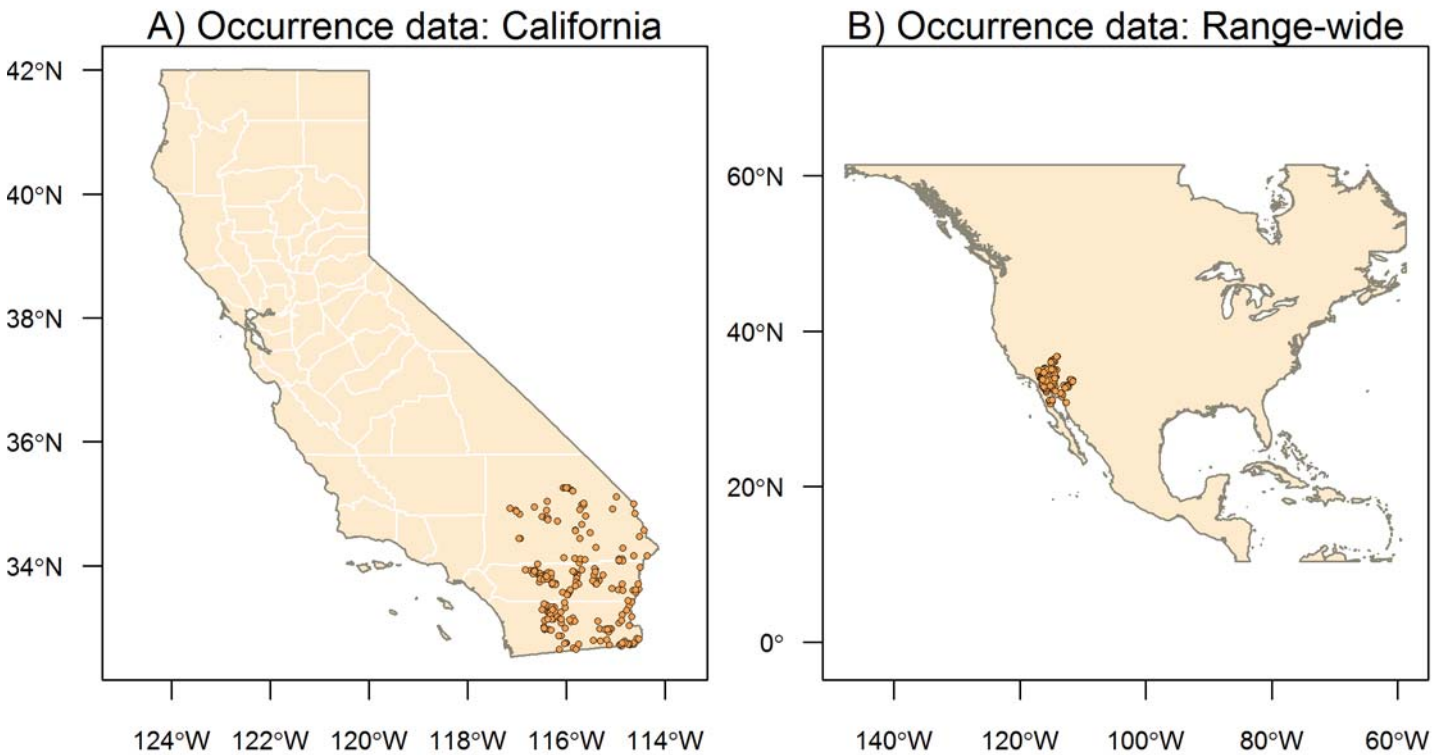 A) Occurrence data: California
42°N
40°N
38°N
36°N
34°N
124°W 122°W 120°W 118°W 116°W 114°W
B) Occurrence data: Range-wide
60°N
40°N
20°N
0°
140°W 120°W 100°W 80°W 60°W